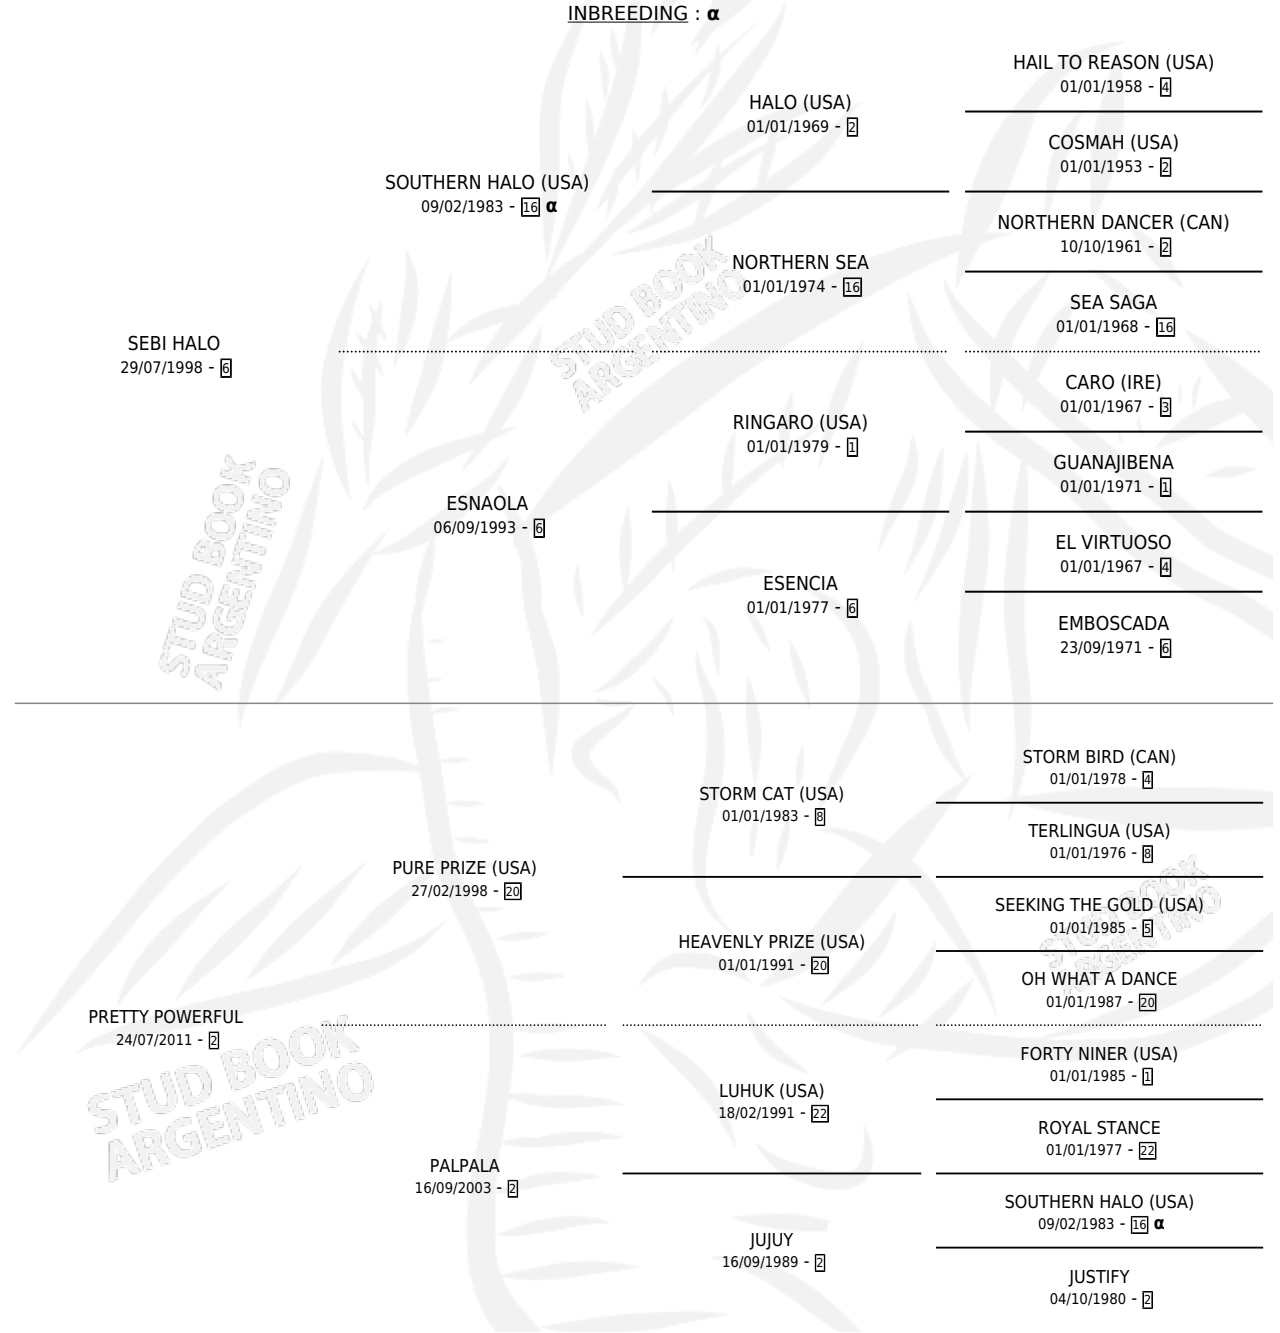 INBREEDING : α
HAIL TO REASON (USA)
01/01/1958 - 4
HALO (USA)
01/01/1969 - 2
COSMAH (USA)
01/01/1953 - 2
SOUTHERN HALO (USA)
09/02/1983 - 16 α
NORTHERN DANCER (CAN)
10/10/1961 - 2
NORTHERN SEA
01/01/1974 - 16
SEA SAGA
01/01/1968 - 16
SEBI HALO
29/07/1998 - 6
CARO (IRE)
01/01/1967 - 3
RINGARO (USA)
01/01/1979 - 1
GUANAJIBENA
01/01/1971 - 1
ESNAOLA
06/09/1993 - 6
EL VIRTUOSO
01/01/1967 - 4
ESENCIA
01/01/1977 - 6
EMBOSCADA
23/09/1971 - 6
STUD BOOK
ARGENTINO
STUD BOOK
ARGENTINO
STORM BIRD (CAN)
01/01/1978 - 4
STORM CAT (USA)
01/01/1983 - 8
TERLINGUA (USA)
01/01/1976 - 8
PURE PRIZE (USA)
27/02/1998 - 20
SEEKING THE GOLD (USA)
01/01/1985 - 5
HEAVENLY PRIZE (USA)
01/01/1991 - 20
OH WHAT A DANCE
01/01/1987 - 20
PRETTY POWERFUL
24/07/2011 - 2
FORTY NINER (USA)
01/01/1985 - 1
LUHUK (USA)
18/02/1991 - 22
ROYAL STANCE
01/01/1977 - 22
PALPALA
16/09/2003 - 2
SOUTHERN HALO (USA)
09/02/1983 - 16 α
JUJUY
16/09/1989 - 2
JUSTIFY
04/10/1980 - 2
STUD BOOK
ARGENTINO
STUD BOOK
ARGENTINO